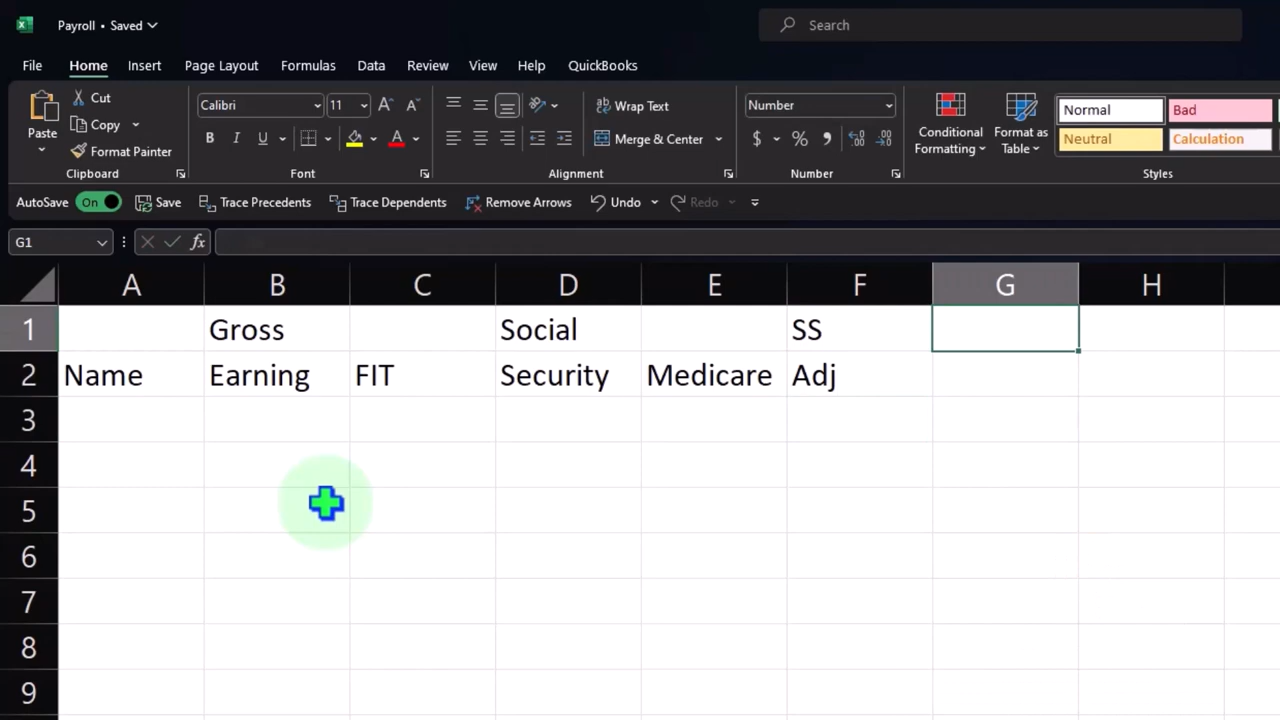 Payroll • Saved
Search
File Home Insert Page Layout Formulas Data Review View Help QuickBooks
Paste
Cut
Copy
Format Painter
Clipboard
Calibri 11
B I U
Font
Wrap Text
Merge & Center
Alignment
Number
$ % ,
Number
Conditional Formatting
Format as Table
Normal Bad
Neutral Calculation
Styles
AutoSave On Save Trace Precedents Trace Dependents Remove Arrows Undo Redo
G1 fx
A B C D E F G H
1 Gross Social SS
2 Name Earning FIT Security Medicare Adj
3
4
5
6
7
8
9